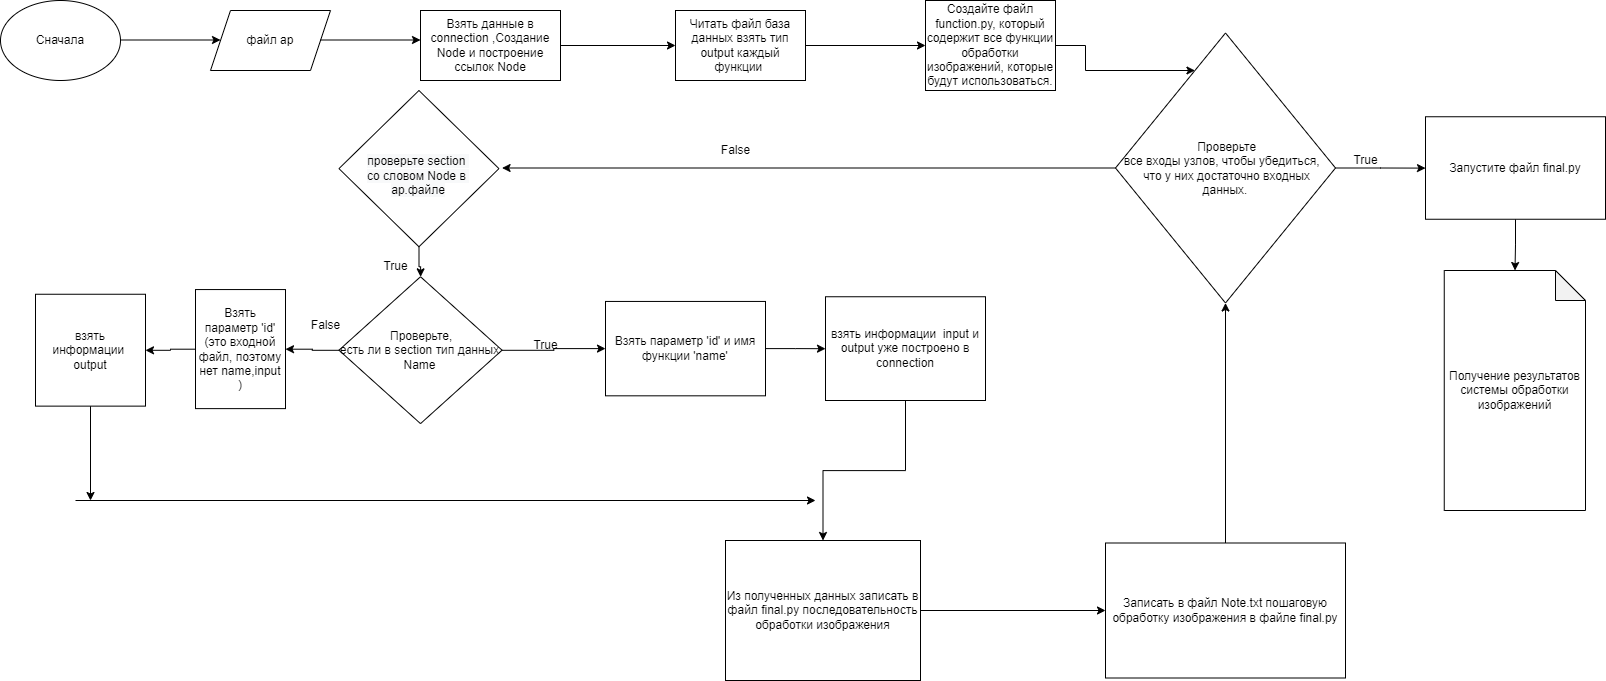 Сначала
файл ap
Взять данные в
connection ,Создание
Node и построение
ссылок Node
Читать файл база
данных взять тип
output каждый
функции
Создайте файл
function.py, который
содержит все функции
обработки
изображений, которые
будут использоваться.
Проверьте
все входы узлов, чтобы убедиться,
что у них достаточно входных
данных.
True
Запустите файл final.py
False
проверьте section
со словом Node в
ap.файле
True
Проверьте,
есть ли в section тип данных
Name
False
Взять
параметр 'id'
(это входной
файл, поэтому
нет name,input
)
взять
информации
output
True
Взять параметр 'id' и имя
функции 'name'
взять информации  input и
output уже построено в
connection
Получение результатов
системы обработки
изображений
Из полученных данных записать в
файл final.py последовательность
обработки изображения
Записать в файл Note.txt пошаговую
обработку изображения в файле final.py